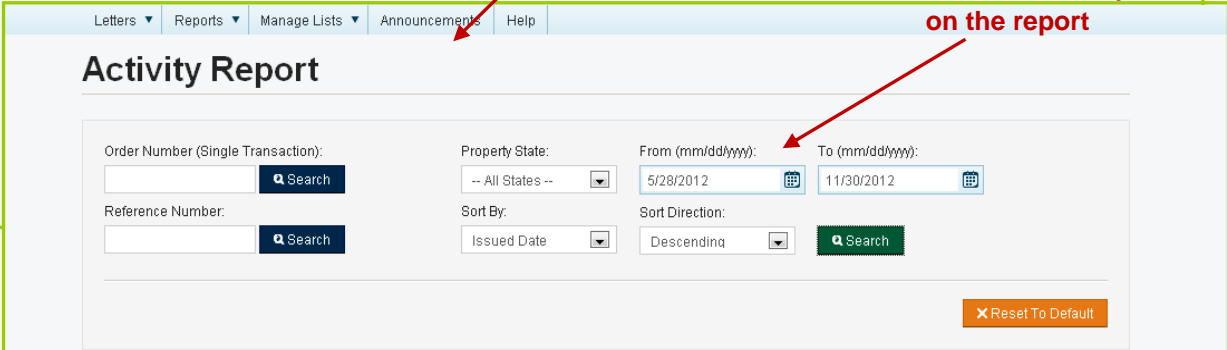 Letters ▼ Reports ▼ Manage Lists ▼ Announcements Help
on the report
Activity Report
Order Number (Single Transaction): Property State: From (mm/dd/yyyy): To (mm/dd/yyyy):
Search -- All States -- 5/28/2012 11/30/2012
Reference Number: Sort By: Sort Direction:
Search Issued Date Descending Search
Reset To Default